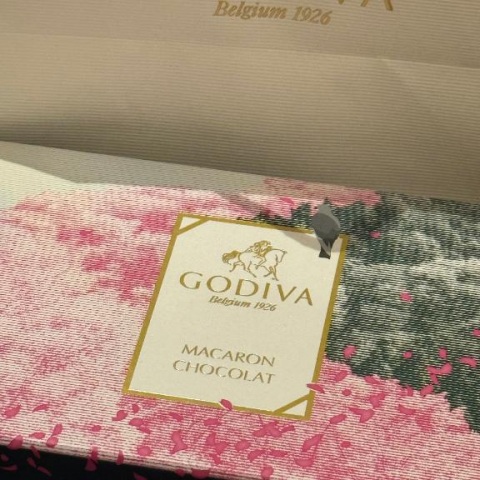 Belgium 1926
GODIVA
Belgium 1926
MACARON
CHOCOLAT